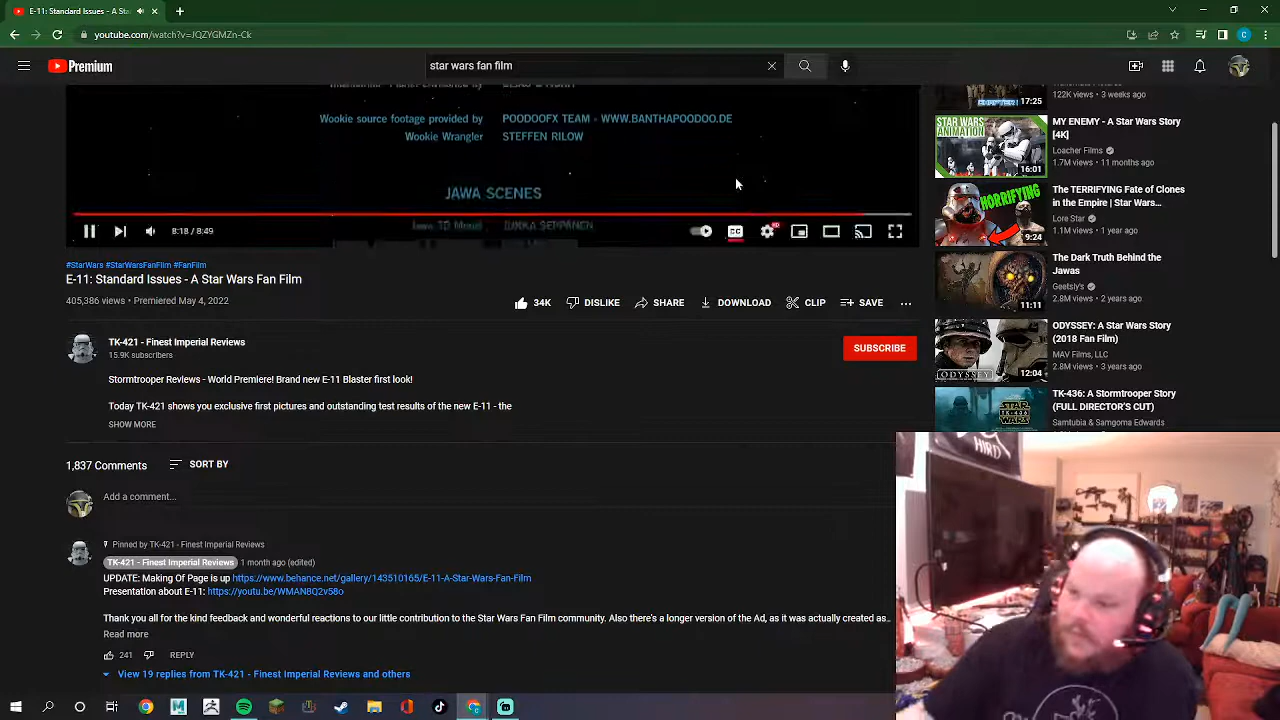 E-11: Standard Issues - A Sta
youtube.com/watch?v=JQZYGMZn-Ck
Premium
star wars fan film
Wookie source footage provided by POODOOFX TEAM - WWW.BANTHAPOODOO.DE
Wookie Wrangler STEFFEN RILOW
JAWA SCENES
8:18 / 8:49
#StarWars #StarWarsFanFilm #FanFilm
E-11: Standard Issues - A Star Wars Fan Film
405,386 views • Premiered May 4, 2022
34K DISLIKE SHARE DOWNLOAD CLIP SAVE
TK-421 - Finest Imperial Reviews
15.9K subscribers
SUBSCRIBE
Stormtrooper Reviews - World Premiere! Brand new E-11 Blaster first look!
Today TK-421 shows you exclusive first pictures and outstanding test results of the new E-11 - the
SHOW MORE
1,837 Comments SORT BY
Add a comment...
Pinned by TK-421 - Finest Imperial Reviews
TK-421 - Finest Imperial Reviews 1 month ago (edited)
UPDATE: Making Of Page is up https://www.behance.net/gallery/143510165/E-11-A-Star-Wars-Fan-Film
Presentation about E-11: https://youtu.be/WMAN8Q2v58o
Thank you all for the kind feedback and wonderful reactions to our little contribution to the Star Wars Fan Film community. Also there's a longer version of the Ad, as it was actually created as...
Read more
241 REPLY
View 19 replies from TK-421 - Finest Imperial Reviews and others
122K views • 3 weeks ago
17:25
STAR WARS
ANIMATION
16:01
MY ENEMY - A Star Wars Story
[4K]
Loacher Films
1.7M views • 11 months ago
HORRIFYING
9:24
The TERRIFYING Fate of Clones
in the Empire | Star Wars...
Lore Star
1.1M views • 1 year ago
11:11
The Dark Truth Behind the
Jawas
Geetsly's
2.8M views • 2 years ago
ODYSSEY
12:04
ODYSSEY: A Star Wars Story
(2018 Fan Film)
MAV Films, LLC
2.8M views • 3 years ago
STAR
WARS
TK-436
TK-436: A Stormtrooper Story
(FULL DIRECTOR'S CUT)
Samtubia & Samgoma Edwards
HIRD